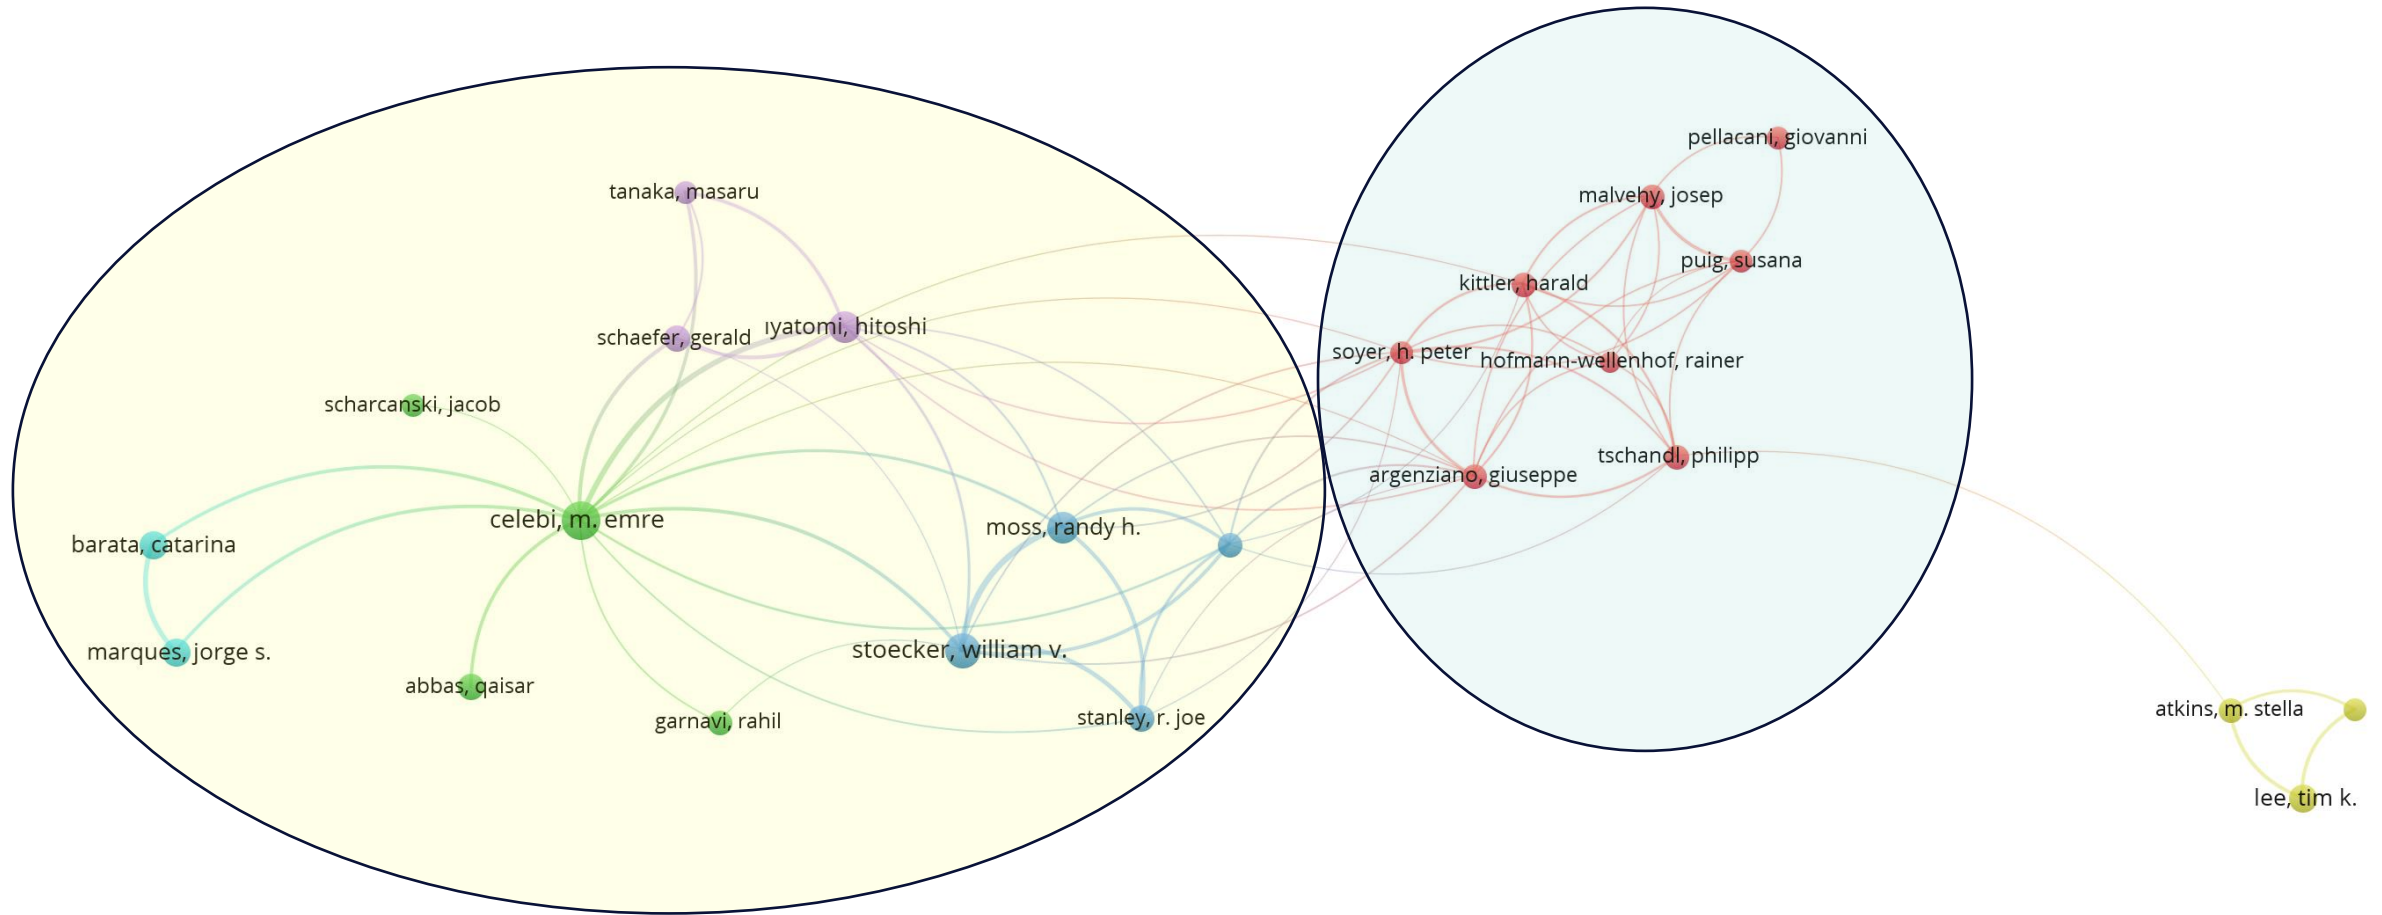 pellacani, giovanni
tanaka, masaru
malvehy, josep
puig, susana
kittler, harald
schaefer, gerald
ıyatomi, hitoshi
soyer, h. peter
hofmann-wellenhof, rainer
scharcanski, jacob
tschandl, philipp
argenziano, giuseppe
celebi, m. emre
moss, randy h.
barata, catarina
marques, jorge s.
stoecker, william v.
abbas, qaisar
garnavi, rahil
stanley, r. joe
atkins, m. stella
lee, tim k.